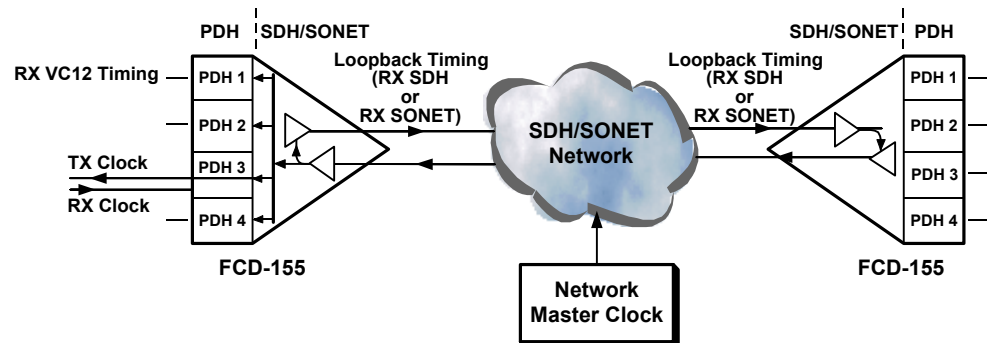 PDH
SDH/SONET
SDH/SONET
PDH
RX VC12 Timing
PDH 1
PDH 2
PDH 3
PDH 4
TX Clock
RX Clock
FCD-155
Loopback Timing
(RX SDH
or
RX SONET)
SDH/SONET
Network
Network
Master Clock
Loopback Timing
(RX SDH
or
RX SONET)
PDH 1
PDH 2
PDH 3
PDH 4
FCD-155